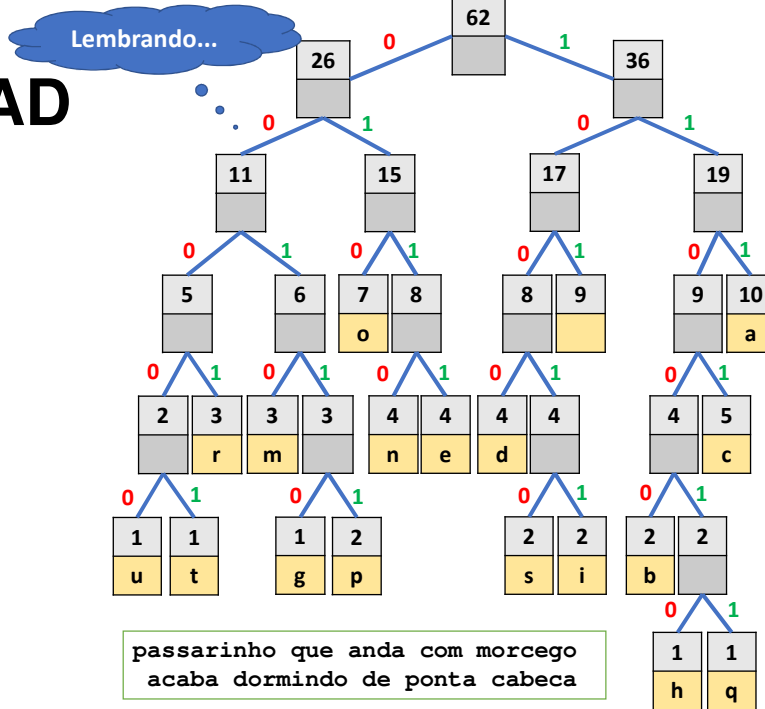 62
Lembrando...
0 1
26 36
AD
0 1 0 1
11 15 17 19
0 1 0 1 0 1 0 1
5 6 7 8 8 9 9 10
o a
0 1 0 1 0 1 0 1 0 1
2 3 3 3 4 4 4 4 4 5
r m n e d c
0 1 0 1 0 1 0 1
1 1 1 2 2 2 2 2
u t g p s i b
0 1
passarinho que anda com morcego
acaba dormindo de ponta cabeca
1 1
h q